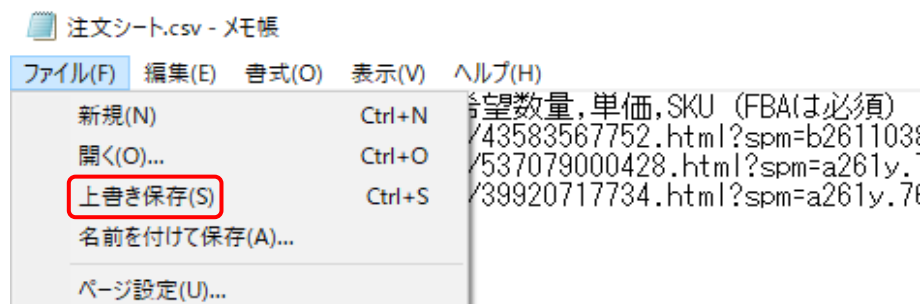 注文シート.csv - メモ帳
ファイル(F) 編集(E) 書式(O) 表示(V) ヘルプ(H)
新規(N) Ctrl+N
開く(O)... Ctrl+O
上書き保存(S) Ctrl+S
名前を付けて保存(A)...
ページ設定(U)...
希望数量,単価,SKU (FBAは必須)
/43583567752.html?spm=b2611038
/537079000428.html?spm=a261y.7
/39920717734.html?spm=a261y.76